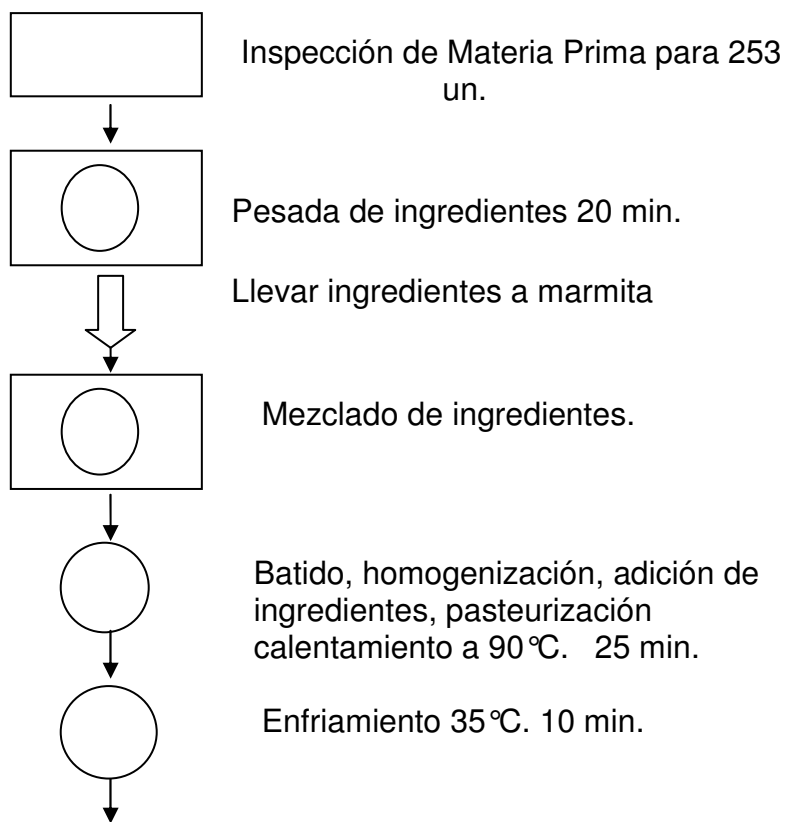 Inspección de Materia Prima para 253
un.
Pesada de ingredientes 20 min.
Llevar ingredientes a marmita
Mezclado de ingredientes.
Batido, homogenización, adición de
ingredientes, pasteurización
calentamiento a 90°C. 25 min.
Enfriamiento 35°C. 10 min.